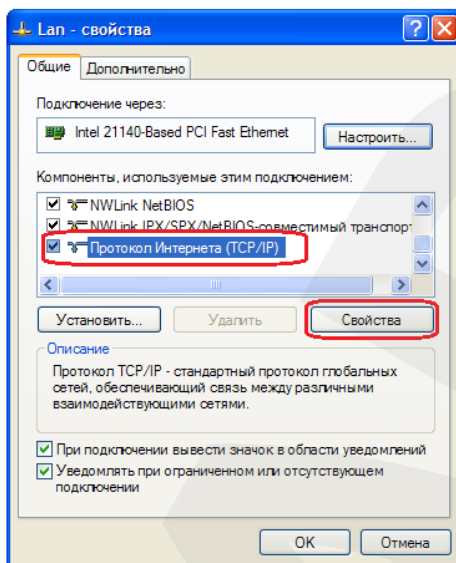 Lan - свойства
Общие Дополнительно
Подключение через:
Intel 21140-Based PCI Fast Ethernet Настроить...
Компоненты, используемые этим подключением:
NWLink NetBIOS
NWLink IPX/SPX/NetBIOS-совместимый транспорт
Протокол Интернета (TCP/IP)
Установить... Удалить Свойства
Описание
Протокол TCP/IP - стандартный протокол глобальных
сетей, обеспечивающий связь между различными
взаимодействующими сетями.
При подключении вывести значок в области уведомлений
Уведомлять при ограниченном или отсутствующем
подключении
OK Отмена